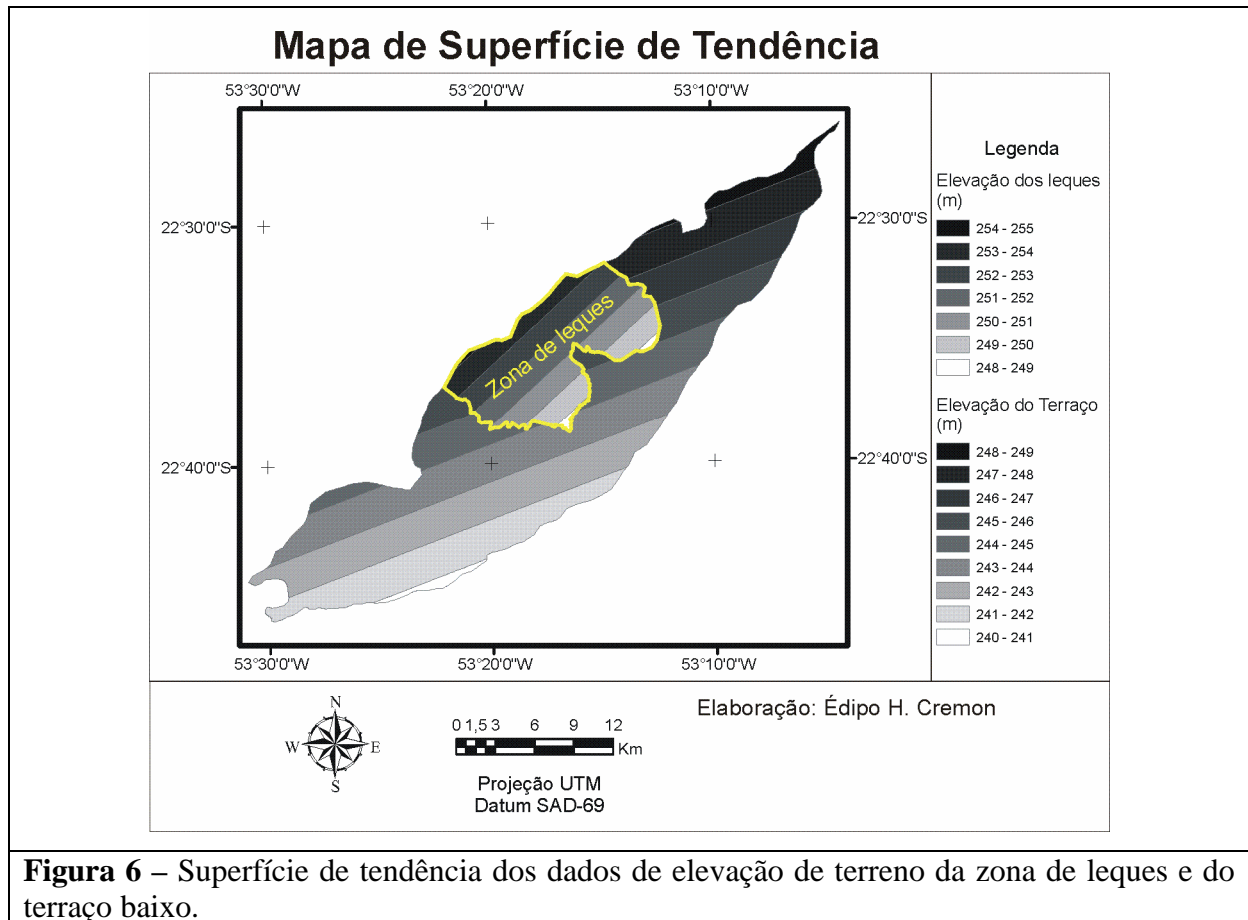 Mapa de Superfície de Tendência
53°30'0"W 53°20'0"W 53°10'0"W
22°30'0"S 22°30'0"S
22°40'0"S 22°40'0"S
53°30'0"W 53°20'0"W 53°10'0"W
Zona de leques
Legenda
Elevação dos leques
(m)
254 - 255
253 - 254
252 - 253
251 - 252
250 - 251
249 - 250
248 - 249
Elevação do Terraço
(m)
248 - 249
247 - 248
246 - 247
245 - 246
244 - 245
243 - 244
242 - 243
241 - 242
240 - 241
N
W E
S
0 1,5 3 6 9 12
Km
Projeção UTM
Datum SAD-69
Elaboração: Édipo H. Cremon
Figura 6 – Superfície de tendência dos dados de elevação de terreno da zona de leques e do
terraço baixo.